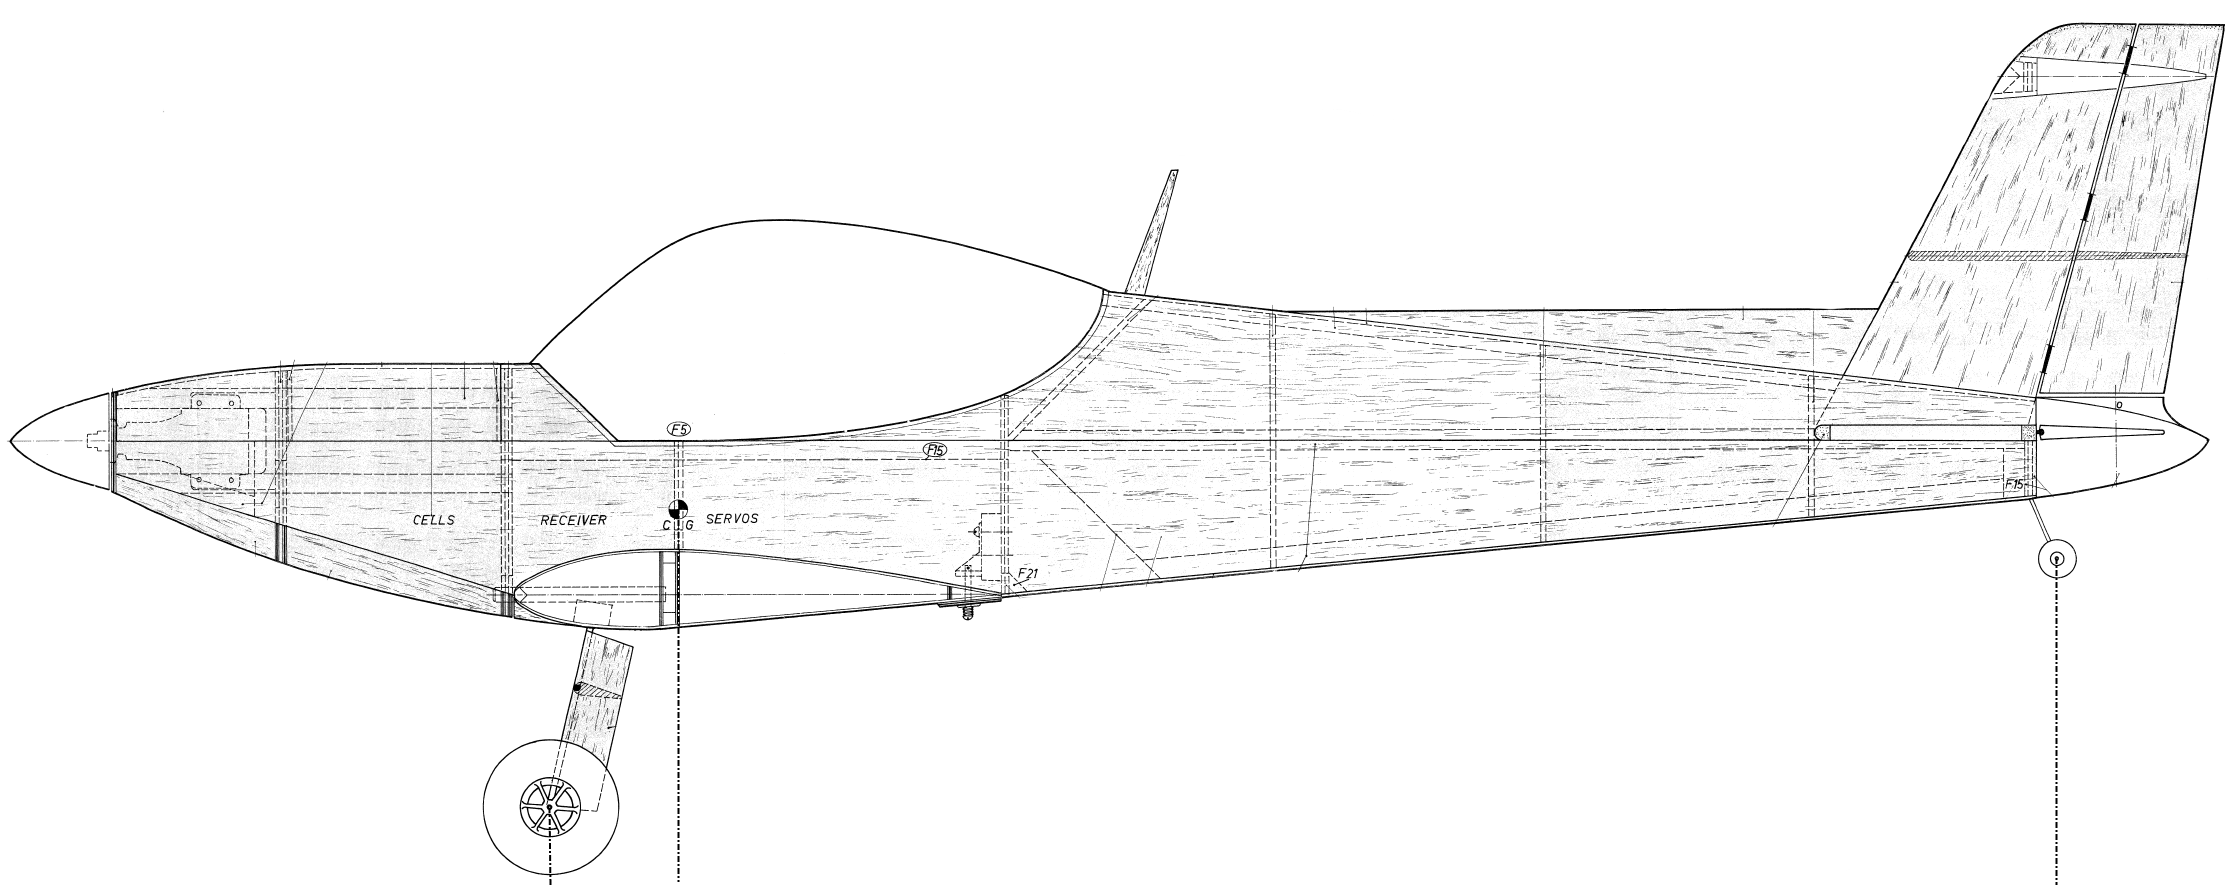 F5
F15
CELLS
RECEIVER
C G
SERVOS
F15
F21